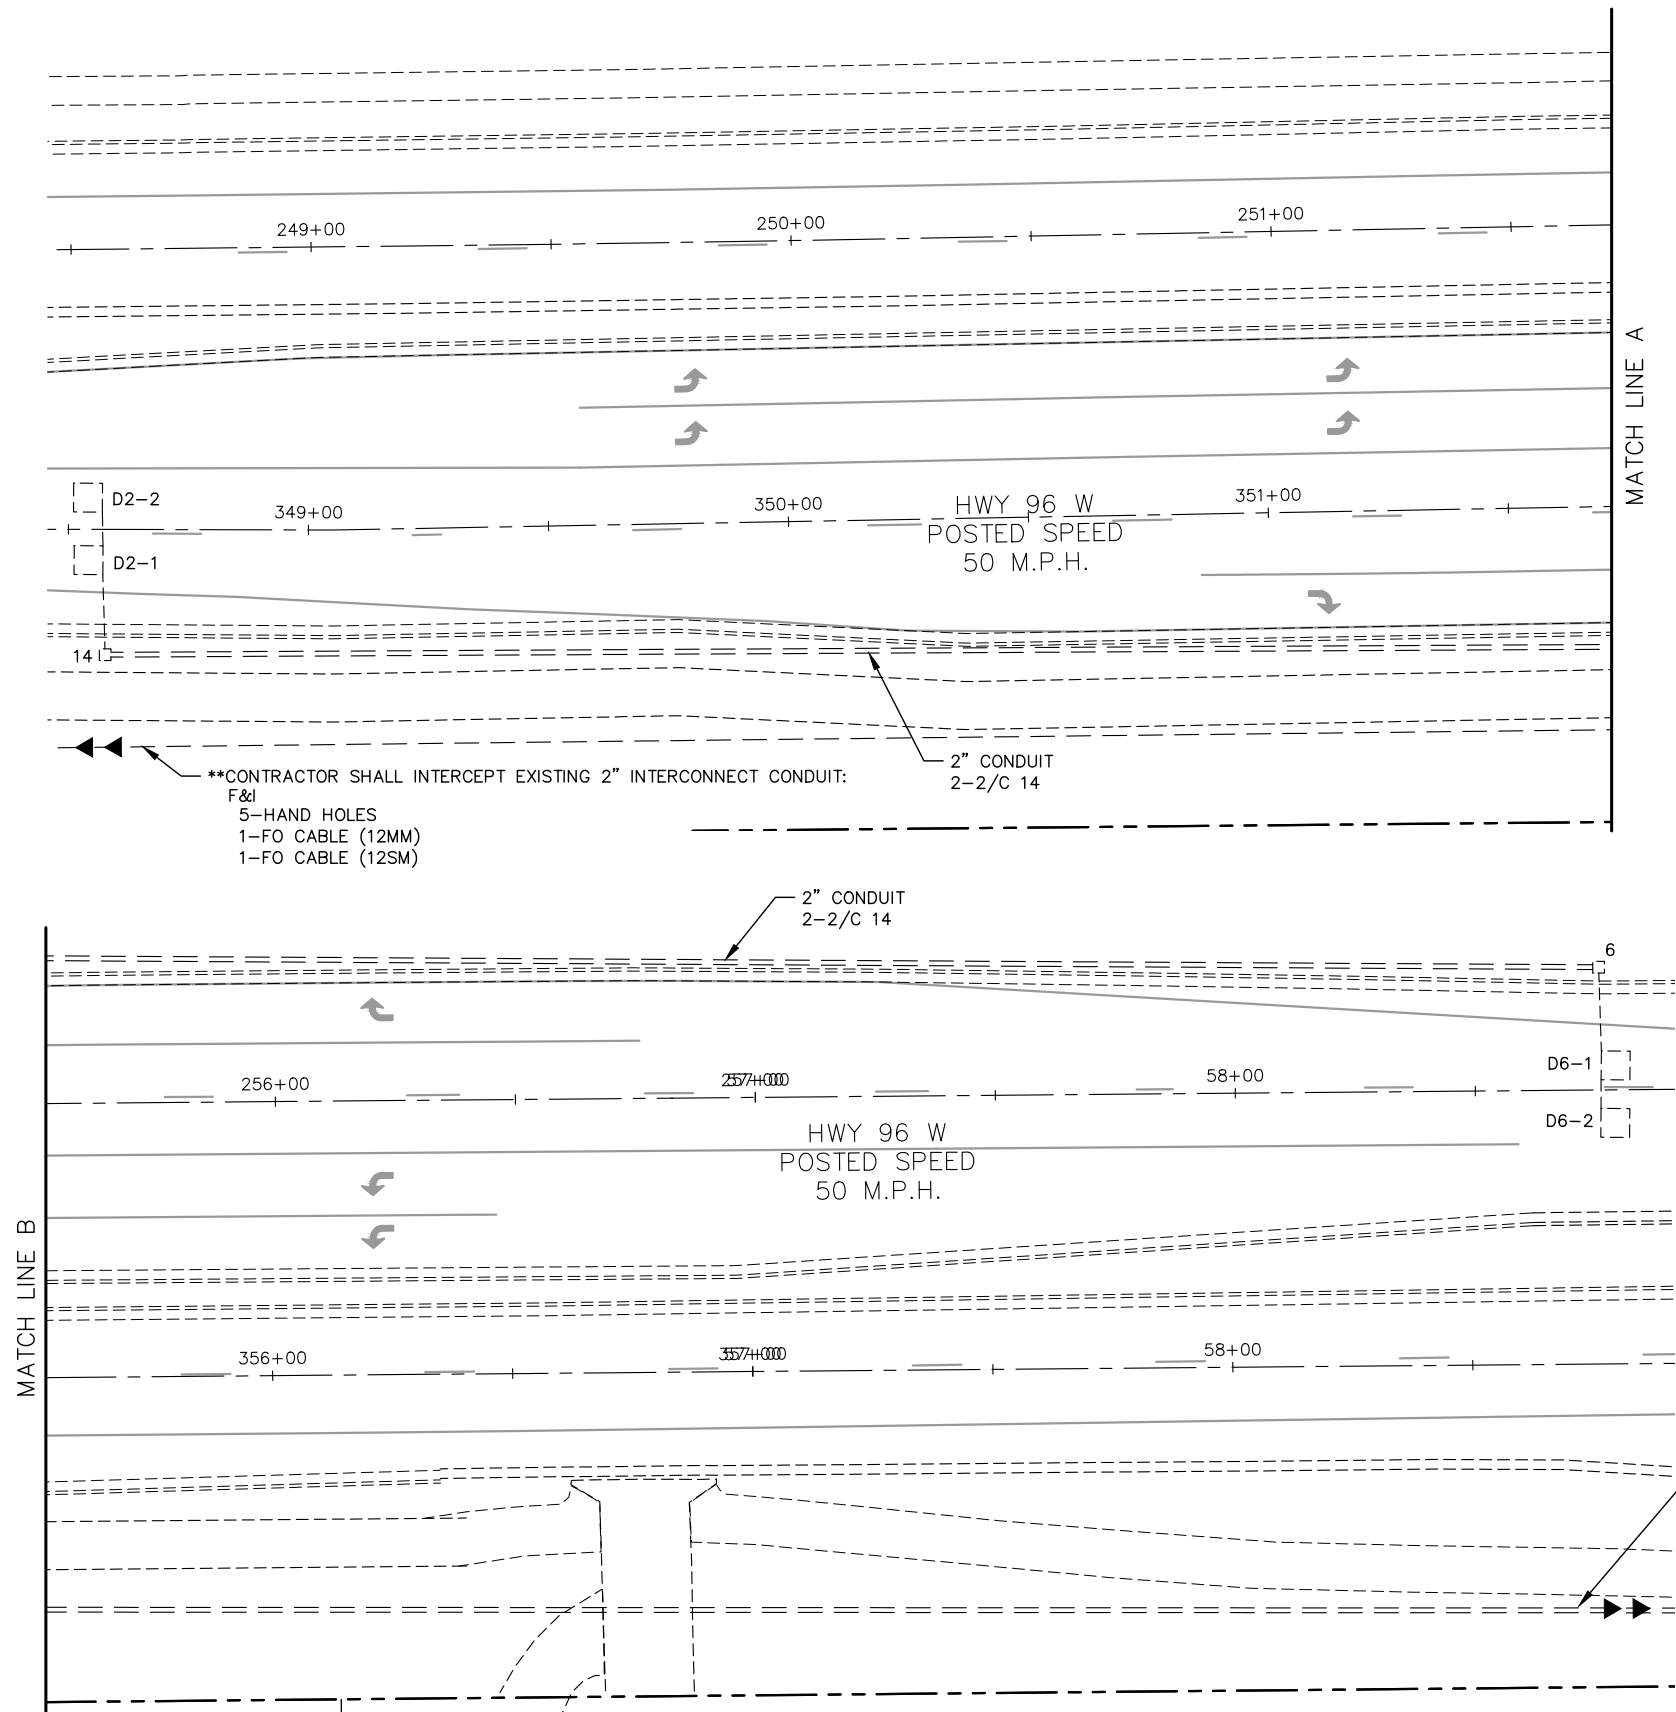 249+00
250+00
251+00
MATCH LINE A
D2-2
349+00
350+00
351+00
HWY 96 W
POSTED SPEED
50 M.P.H.
D2-1
14
2" CONDUIT
2-2/C 14
**CONTRACTOR SHALL INTERCEPT EXISTING 2" INTERCONNECT CONDUIT:
F&I
5-HAND HOLES
1-FO CABLE (12MM)
1-FO CABLE (12SM)
2" CONDUIT
2-2/C 14
6
D6-1
256+00
58+00
D6-2
HWY 96 W
POSTED SPEED
50 M.P.H.
MATCH LINE B
356+00
58+00